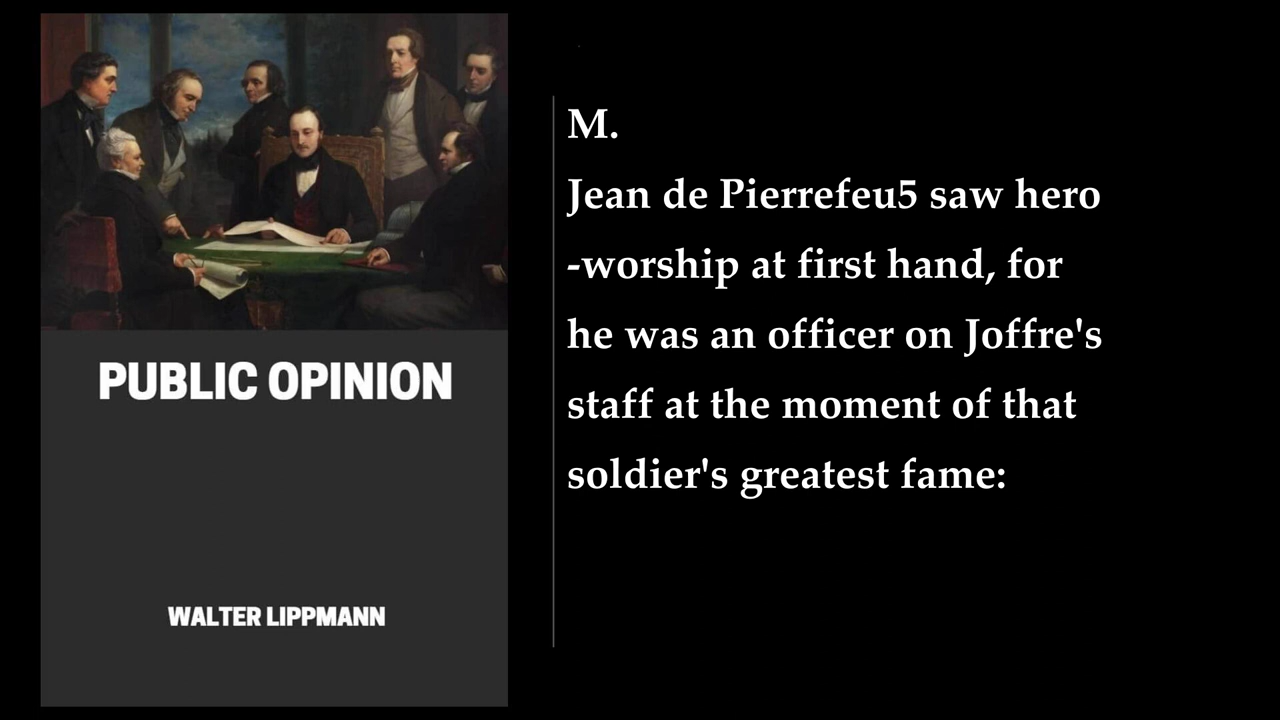 PUBLIC OPINION
WALTER LIPPMANN
M.
Jean de Pierrefeu5 saw hero
-worship at first hand, for
he was an officer on Joffre's
staff at the moment of that
soldier's greatest fame: